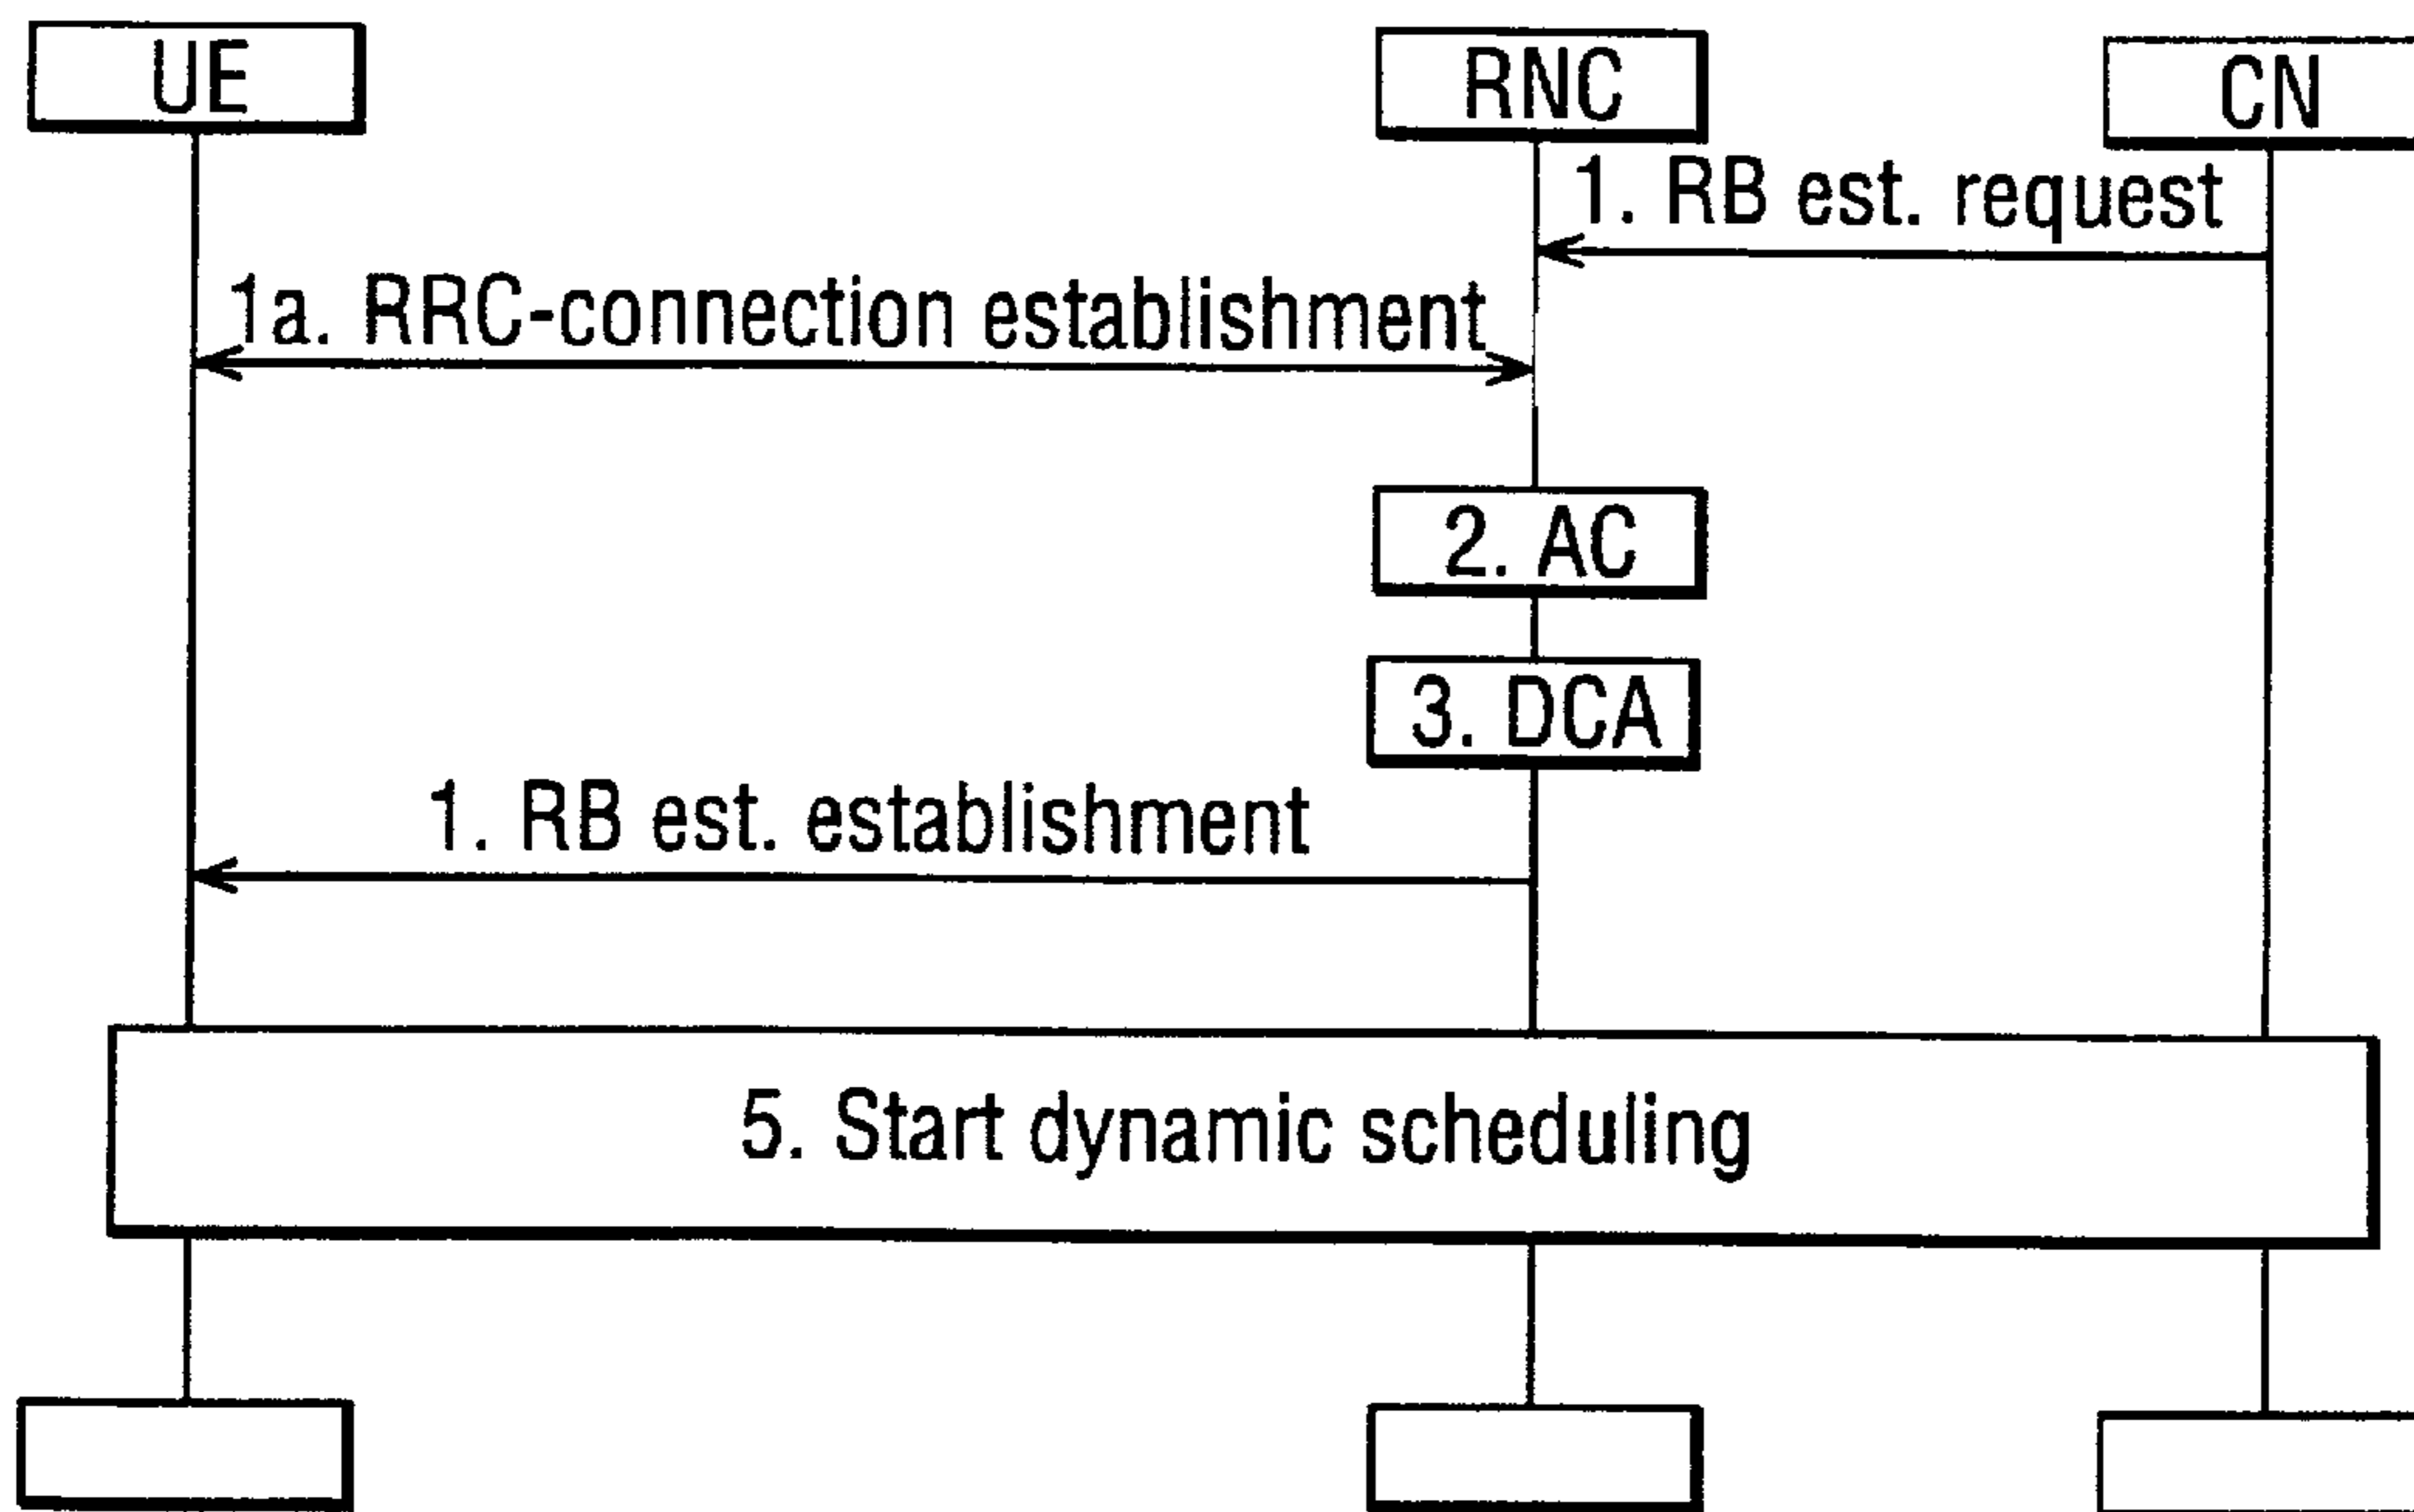 UE
RNC
CN
1. RB est. request
1a. RRC-connection establishment
2. AC
3. DCA
1. RB est. establishment
5. Start dynamic scheduling